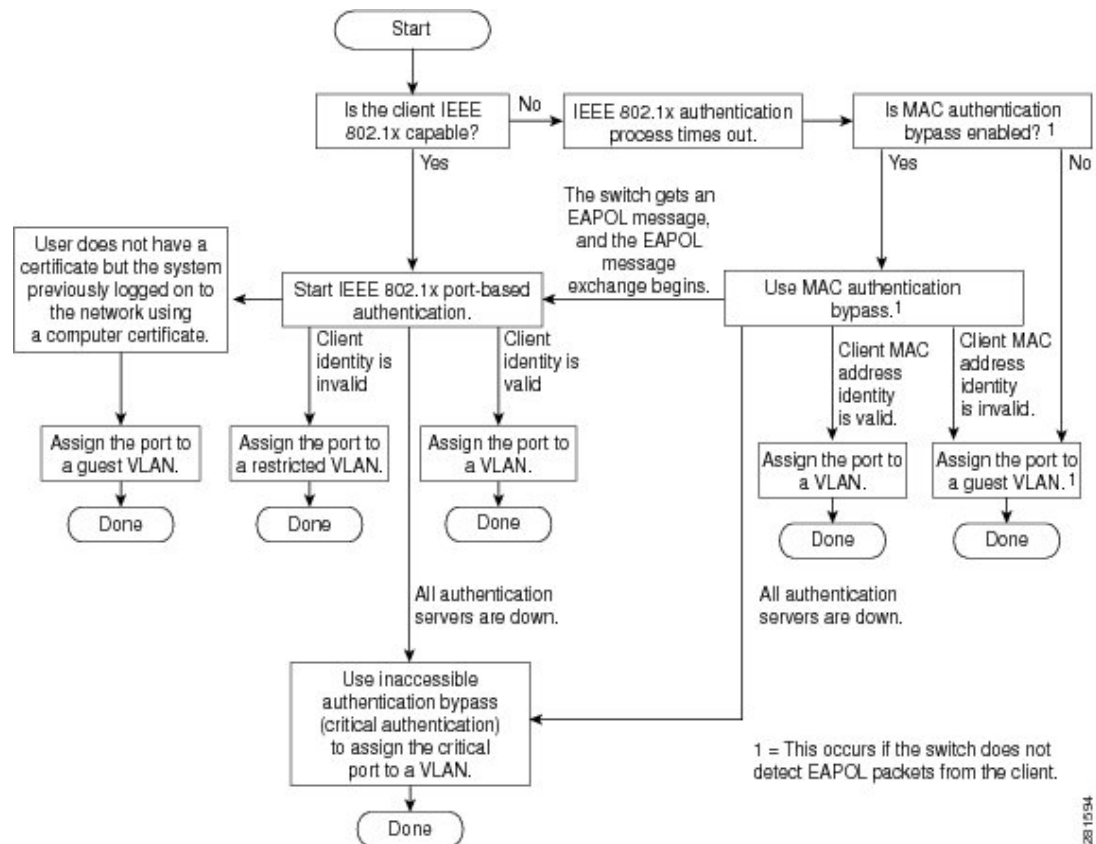 Start
Is the client IEEE
802.1x capable?
No
IEEE 802.1x authentication
process times out.
Is MAC authentication
bypass enabled? 1
Yes
Yes
No
The switch gets an
EAPOL message,
and the EAPOL
message
exchange begins.
User does not have a
certificate but the system
previously logged on to
the network using
a computer certificate.
Start IEEE 802.1x port-based
authentication.
Use MAC authentication
bypass.1
Client
identity is
invalid
Client
identity is
valid
Client MAC
address
identity
is valid.
Client MAC
address
identity
is invalid.
Assign the port to
a guest VLAN.
Assign the port to
a restricted VLAN.
Assign the port to
a VLAN.
Assign the port to
a VLAN.
Assign the port to
a guest VLAN.1
Done
Done
Done
Done
Done
All authentication
servers are down.
All authentication
servers are down.
Use inaccessible
authentication bypass
(critical authentication)
to assign the critical
port to a VLAN.
1 = This occurs if the switch does not
detect EAPOL packets from the client.
Done
281594